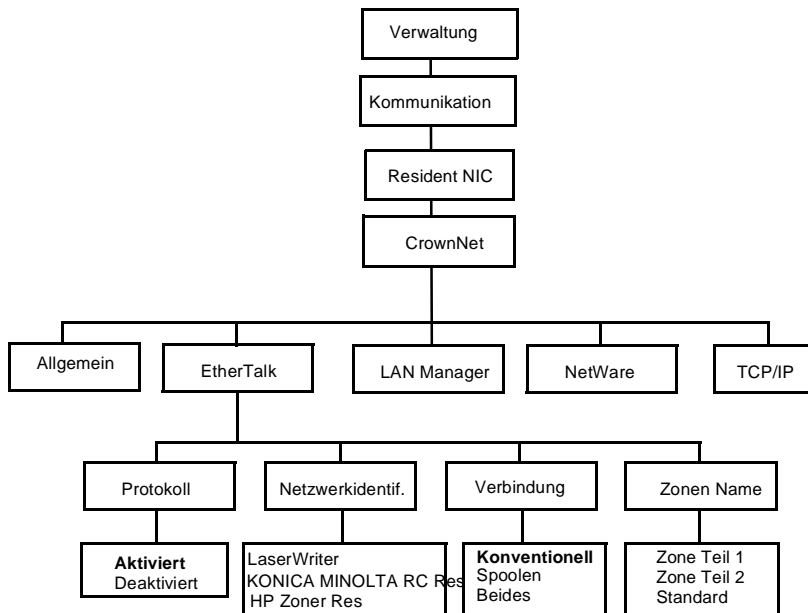 Verwaltung
Kommunikation
Resident NIC
CrownNet
Allgemein
EtherTalk
LAN Manager
NetWare
TCP/IP
Protokoll
Netzwerkidentif.
Verbindung
Zonen Name
Aktiviert
Deaktiviert
LaserWriter
KONICA MINOLTA RC Res
HP Zoner Res
Konventionell
Spoolen
Beides
Zone Teil 1
Zone Teil 2
Standard